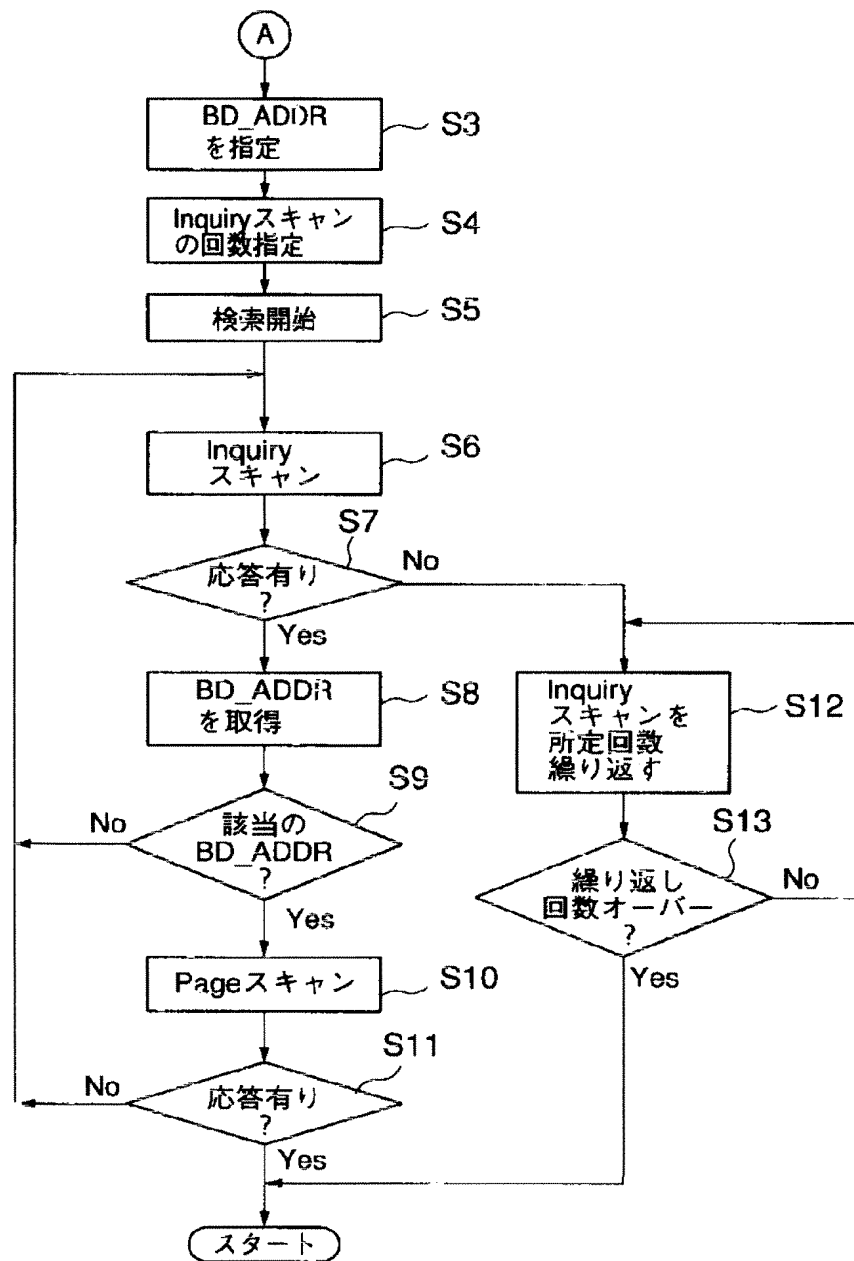 A
BD_ADDR
を指定
S3
Inquiryスキャン
の回数指定
S4
検索開始
S5
Inquiry
スキャン
S6
S7
応答有り
?
No
Yes
BD_ADDR
を取得
S8
S9
該当の
BD_ADDR
?
No
Yes
Pageスキャン
S10
S11
応答有り
?
No
Yes
Inquiry
スキャンを
所定回数
繰り返す
S12
S13
繰り返し
回数オーバー
?
No
Yes
スタート